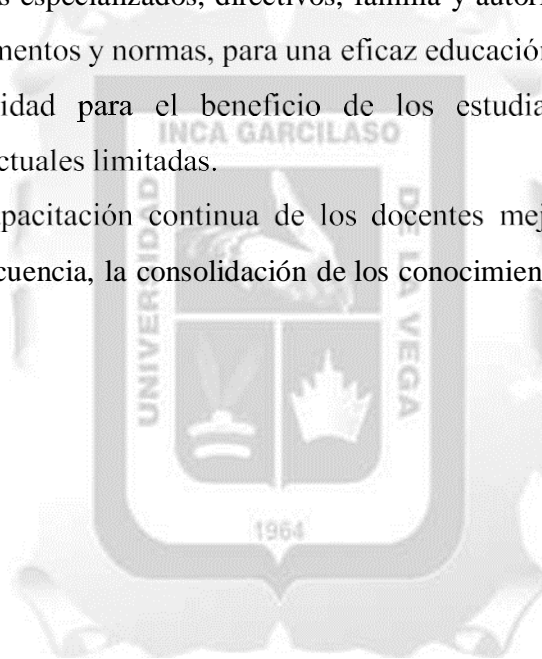 s especializados, directivos, familia y autori
mentos y normas, para una eficaz educación
idad para el beneficio de los estudia
ctuales limitadas.
pacitación continua de los docentes mej
cuencia, la consolidación de los conocimien
UNIVERSIDAD
INCA GARCILASO
DE LA VEGA
1964